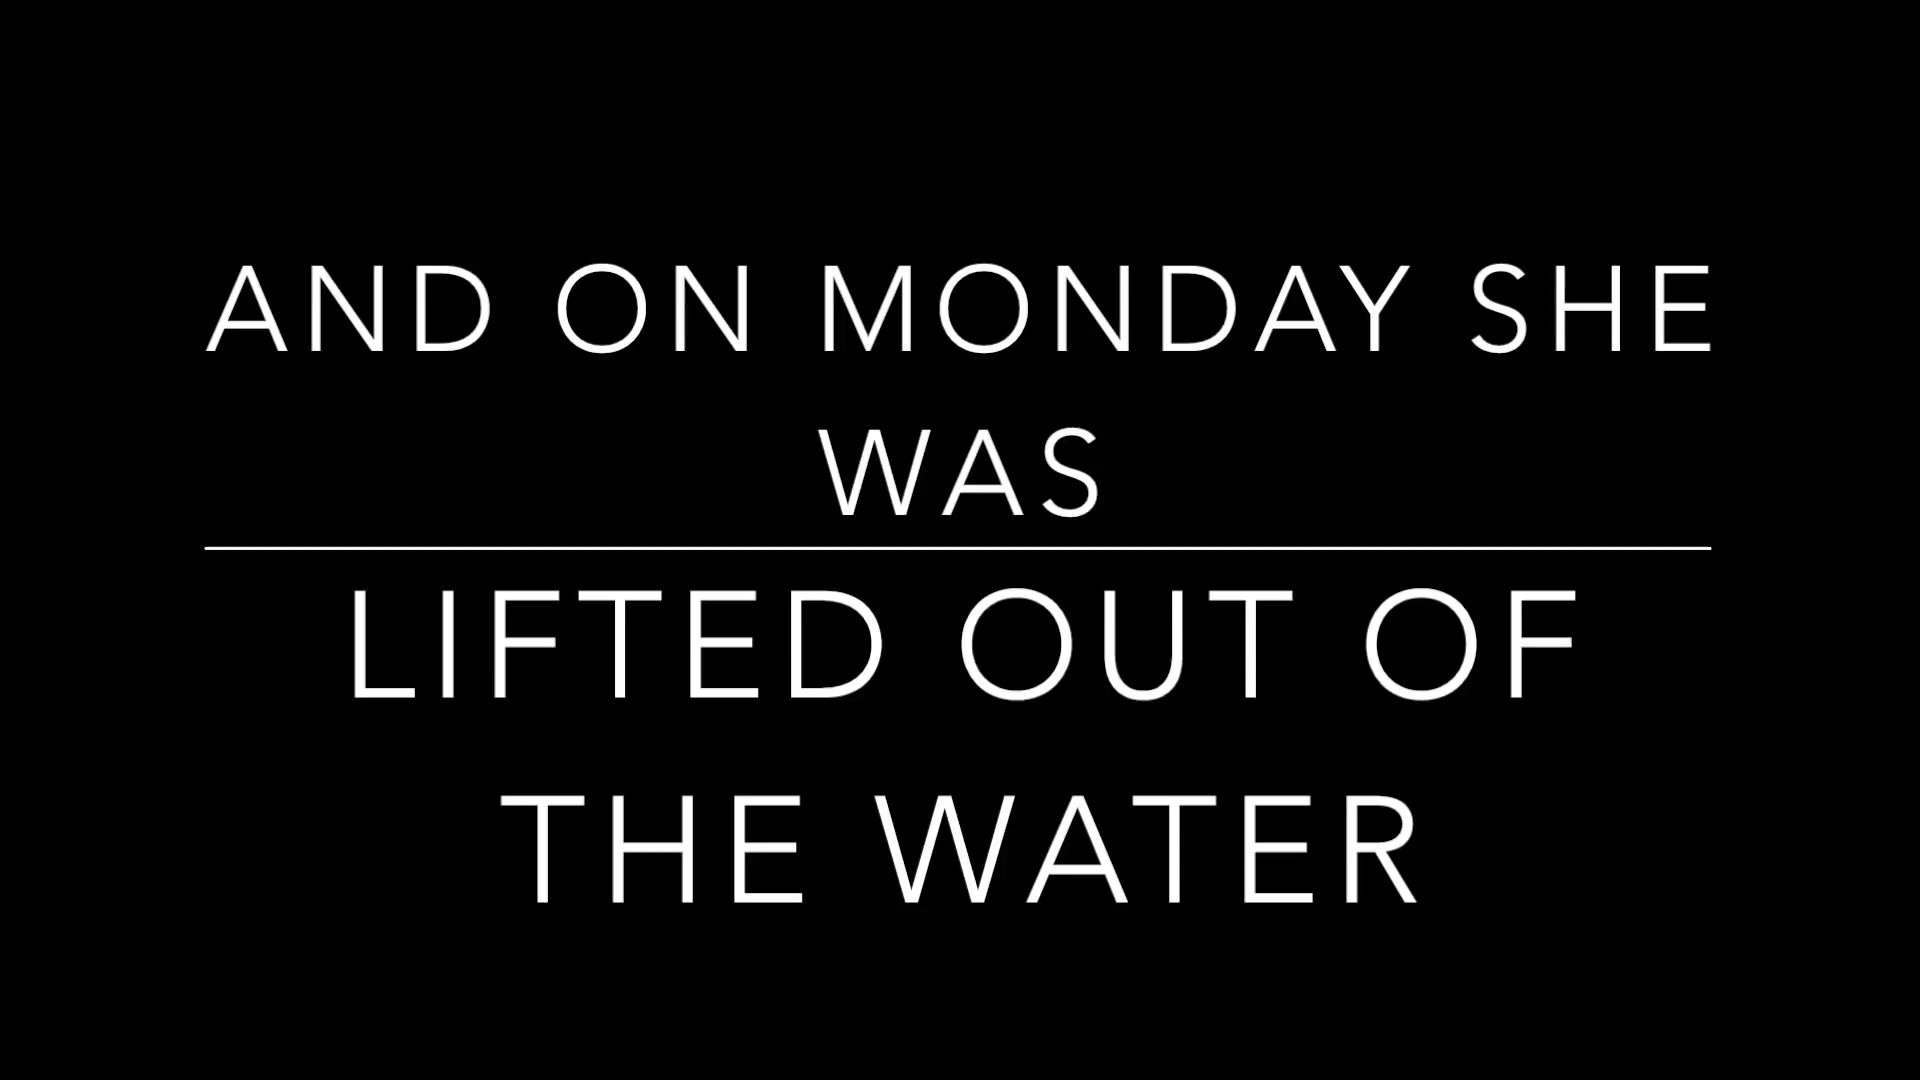 AND ON MONDAY SHE
WAS
LIFTED OUT OF
THE WATER